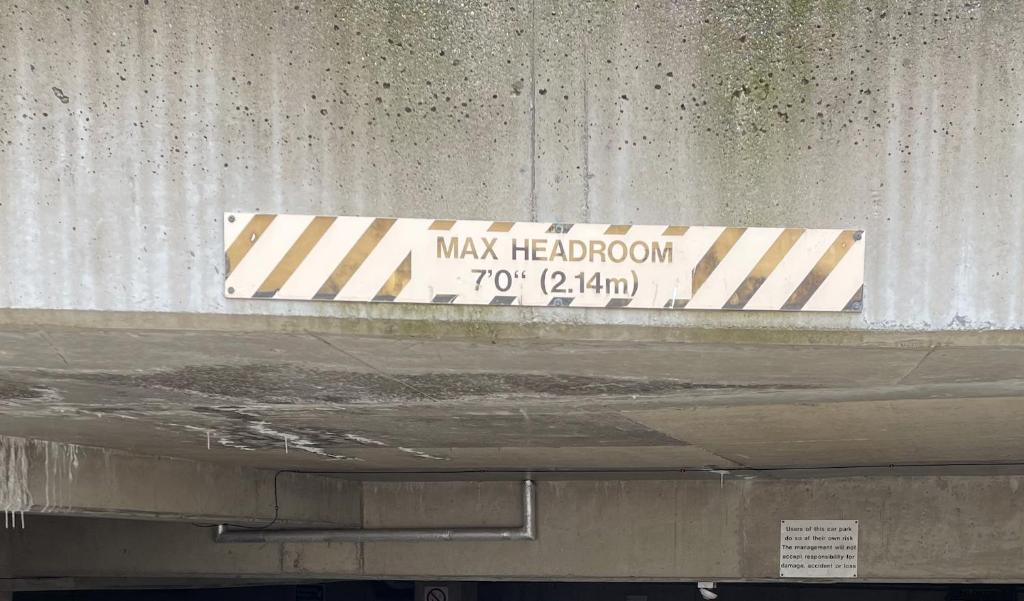 MAX HEADROOM
7'0“ (2.14m)
Users of this car park
do so at their own risk
The management will not
accept responsibility for
damage, accident or loss